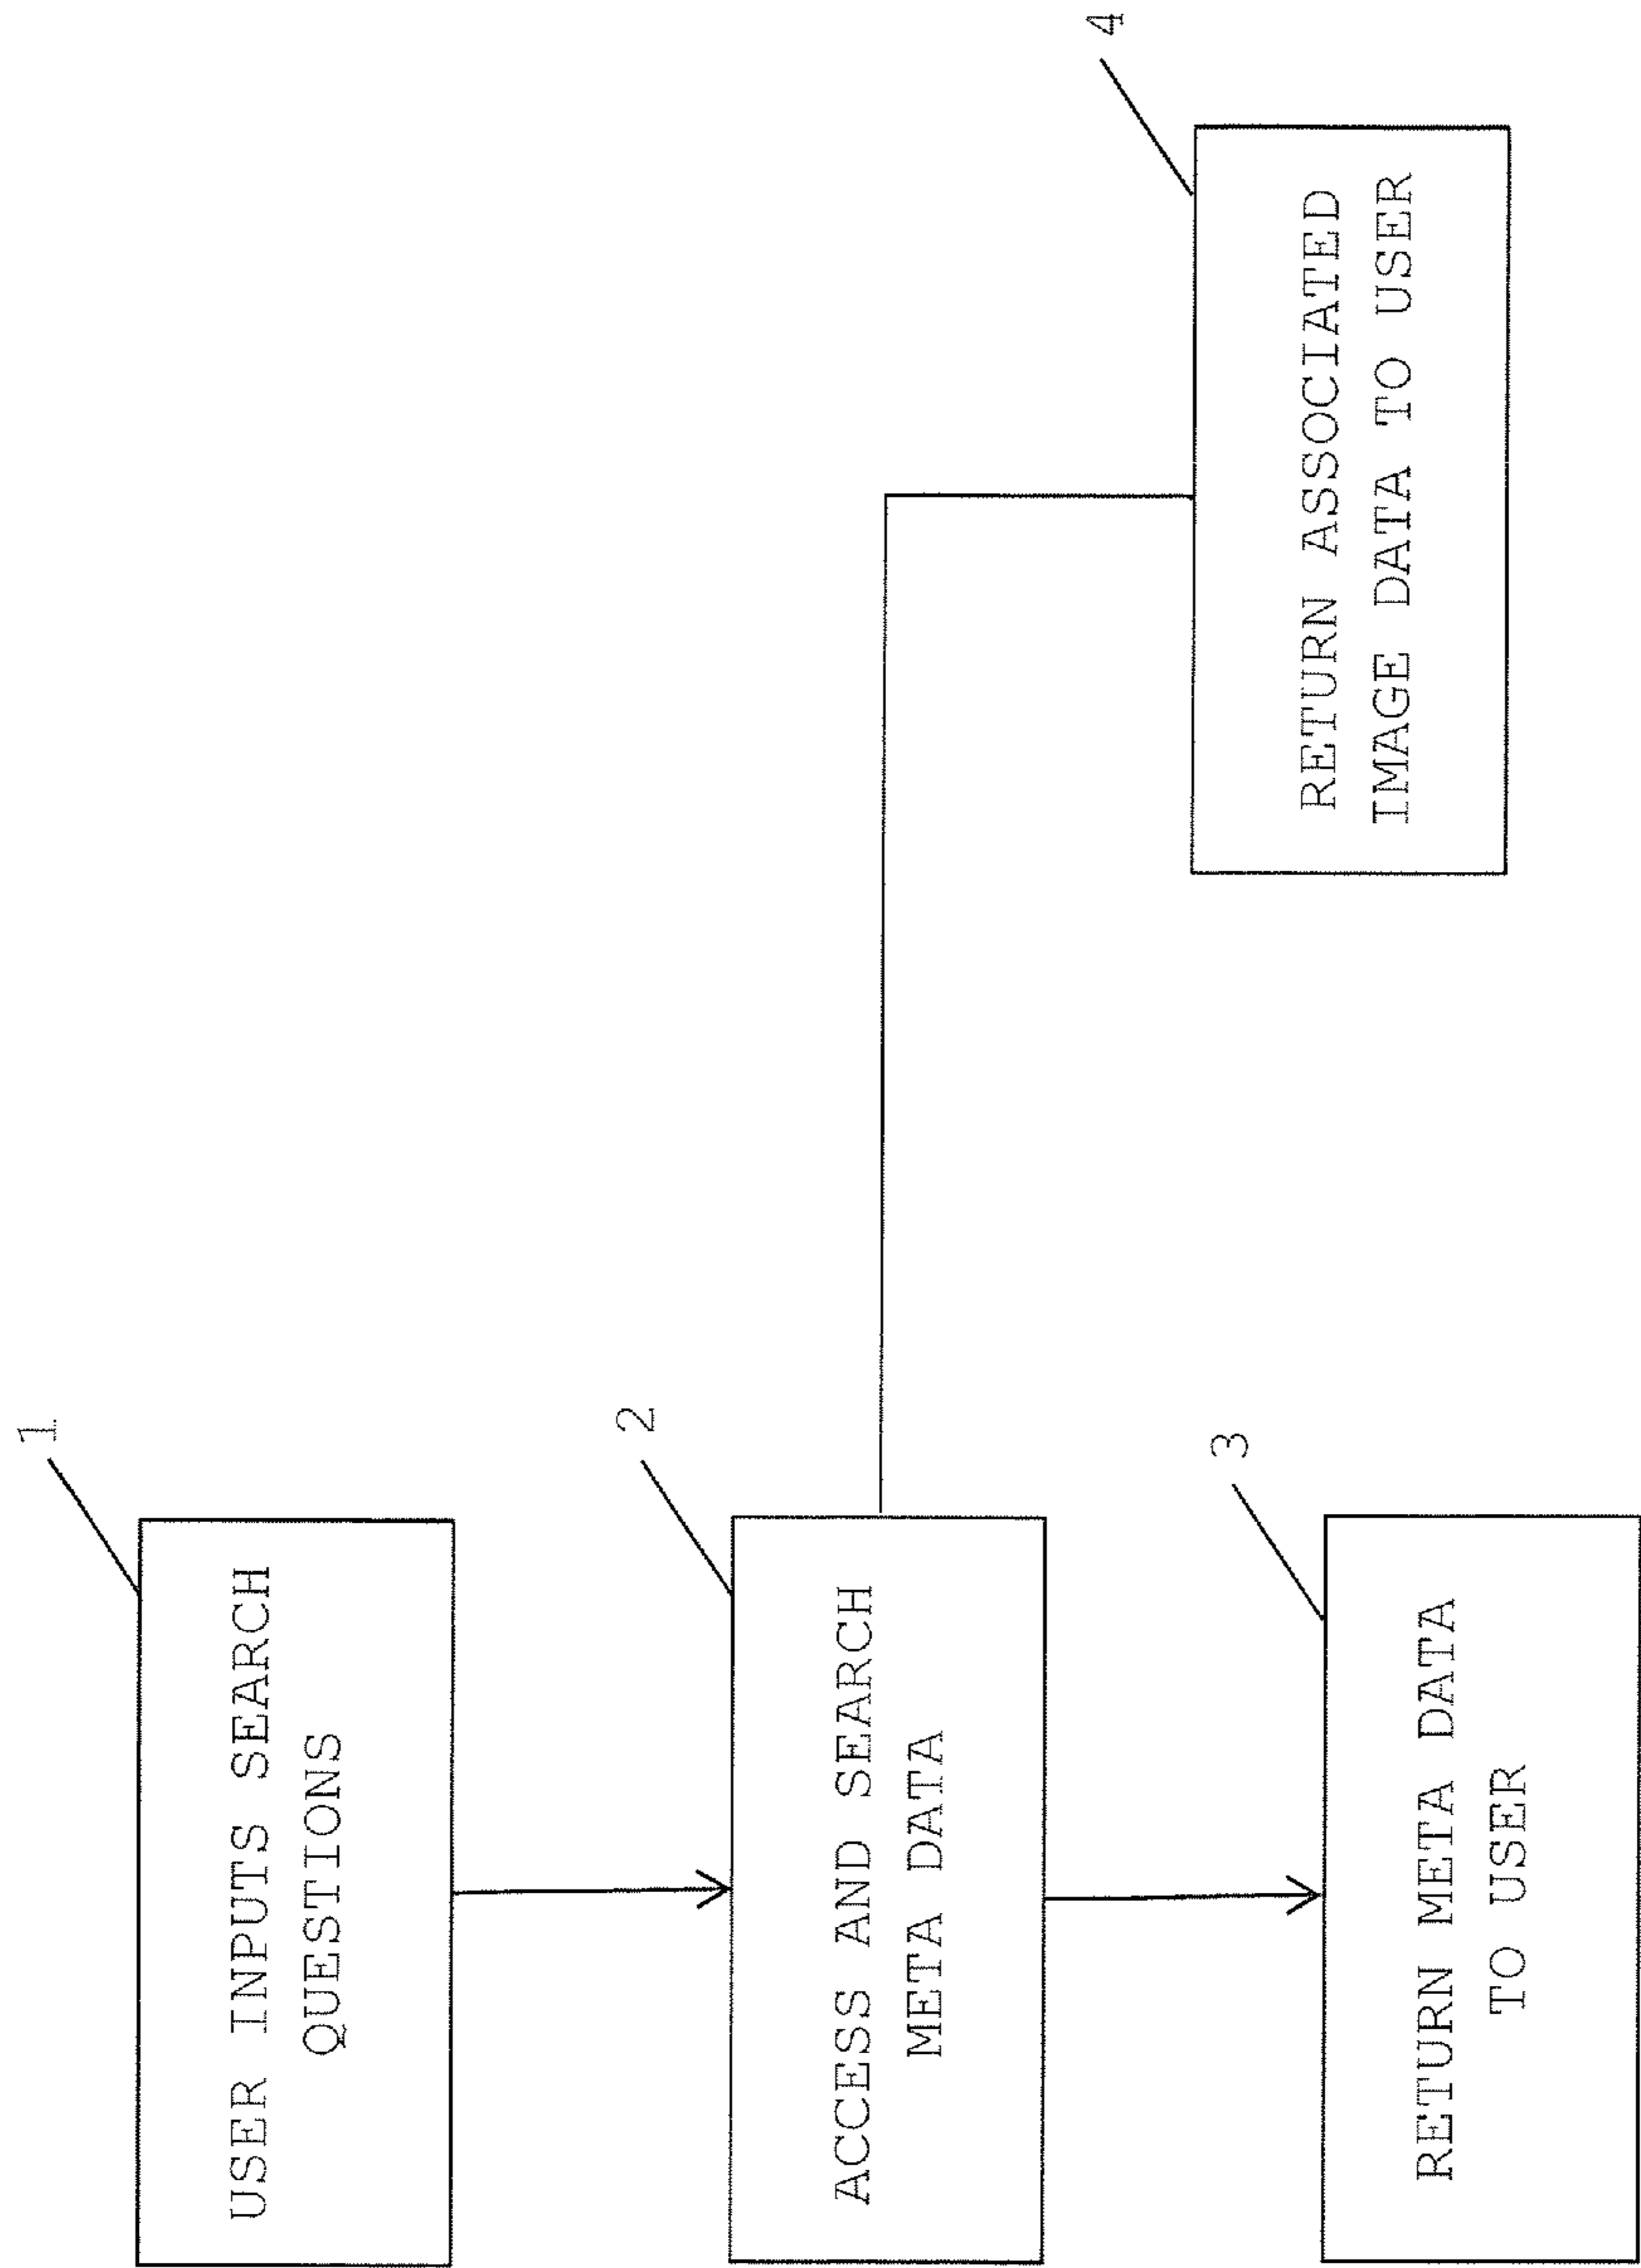 1
USER INPUTS SEARCH
QUESTIONS
2
ACCESS AND SEARCH
META DATA
3
RETURN META DATA
TO USER
4
RETURN ASSOCIATED
IMAGE DATA TO USER